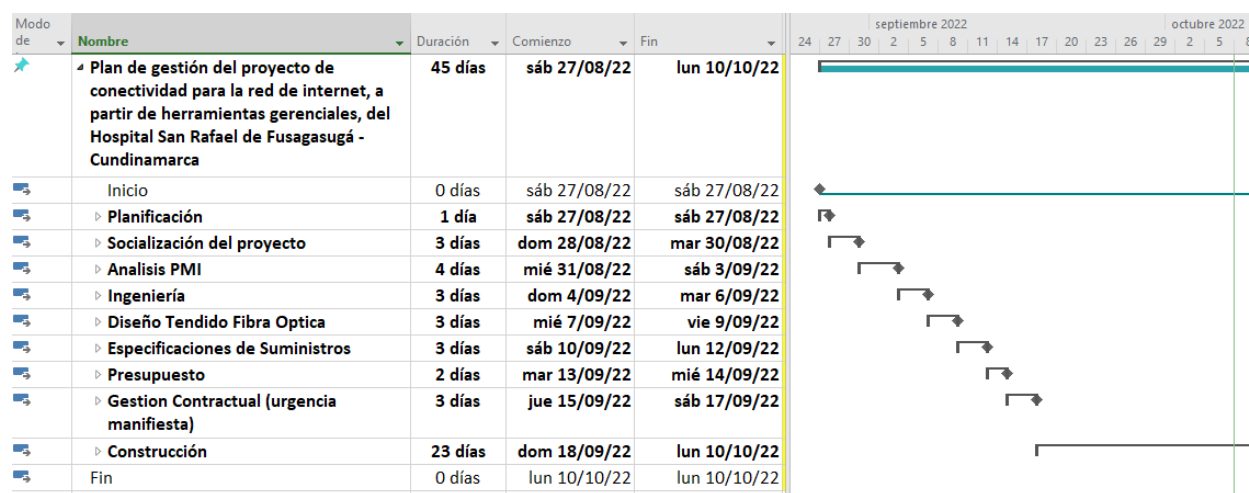 Modo septiembre 2022 octubre 2022
de Nombre Duración Comienzo Fin 24 27 30 2 5 8 11 14 17 20 23 26 29 2 5 8
Plan de gestión del proyecto de 45 días sáb 27/08/22 lun 10/10/22
conectividad para la red de internet, a
partir de herramientas gerenciales, del
Hospital San Rafael de Fusagasugá -
Cundinamarca
Inicio 0 días sáb 27/08/22 sáb 27/08/22
Planificación 1 día sáb 27/08/22 sáb 27/08/22
Socialización del proyecto 3 días dom 28/08/22 mar 30/08/22
Analisis PMI 4 días mié 31/08/22 sáb 3/09/22
Ingeniería 3 días dom 4/09/22 mar 6/09/22
Diseño Tendido Fibra Optica 3 días mié 7/09/22 vie 9/09/22
Especificaciones de Suministros 3 días sáb 10/09/22 lun 12/09/22
Presupuesto 2 días mar 13/09/22 mié 14/09/22
Gestion Contractual (urgencia 3 días jue 15/09/22 sáb 17/09/22
manifiesta)
Construcción 23 días dom 18/09/22 lun 10/10/22
Fin 0 días lun 10/10/22 lun 10/10/22